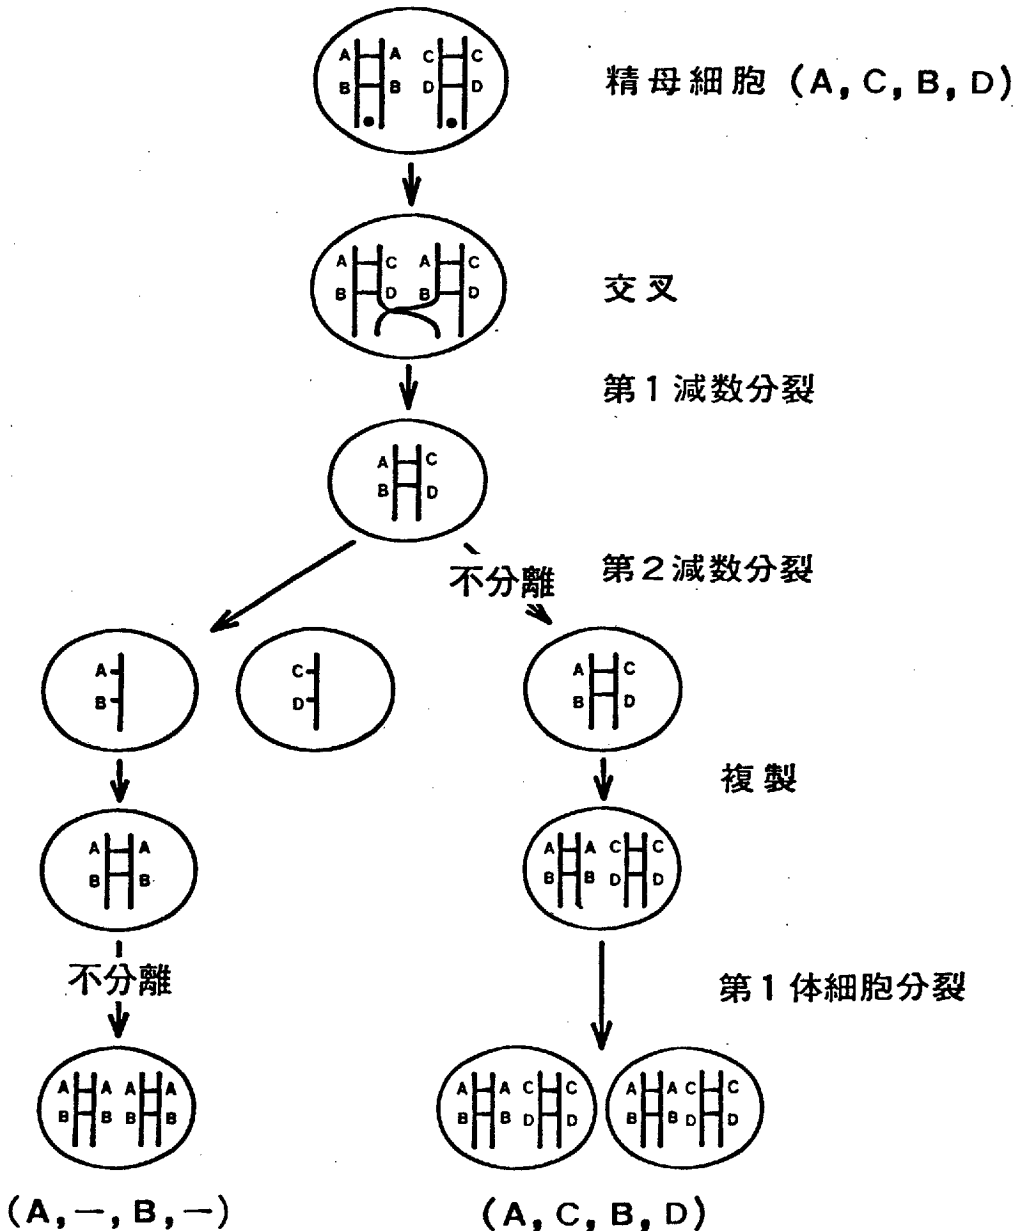 A A C C
B B D D
精母細胞 (A, C, B, D)
A C A C
B D B D
交叉
第1減数分裂
A C
B D
不分離
第2減数分裂
A
B
C
D
A C
B D
複製
A A
B B
A A C C
B B D D
不分離
第1体細胞分裂
A A A A
B B B B
A A C C
B B D D
A A C C
B B D D
(A, −, B, −)
(A, C, B, D)